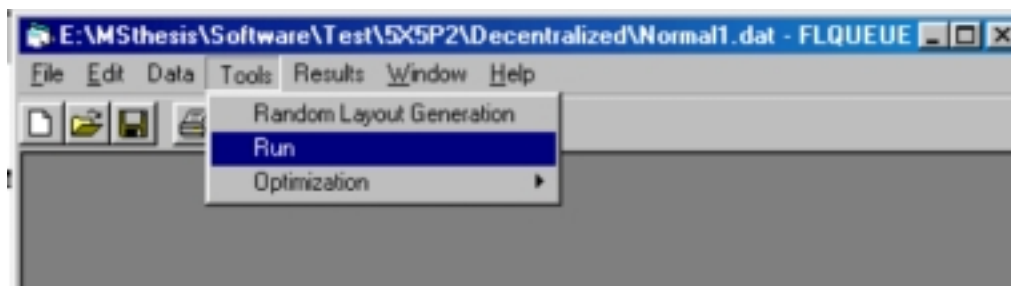 E:\MSthesis\Software\Test\5X5P2\Decentralized\Normal1.dat - FLQUEUE
File Edit Data Tools Results Window Help
Random Layout Generation
Run
Optimization